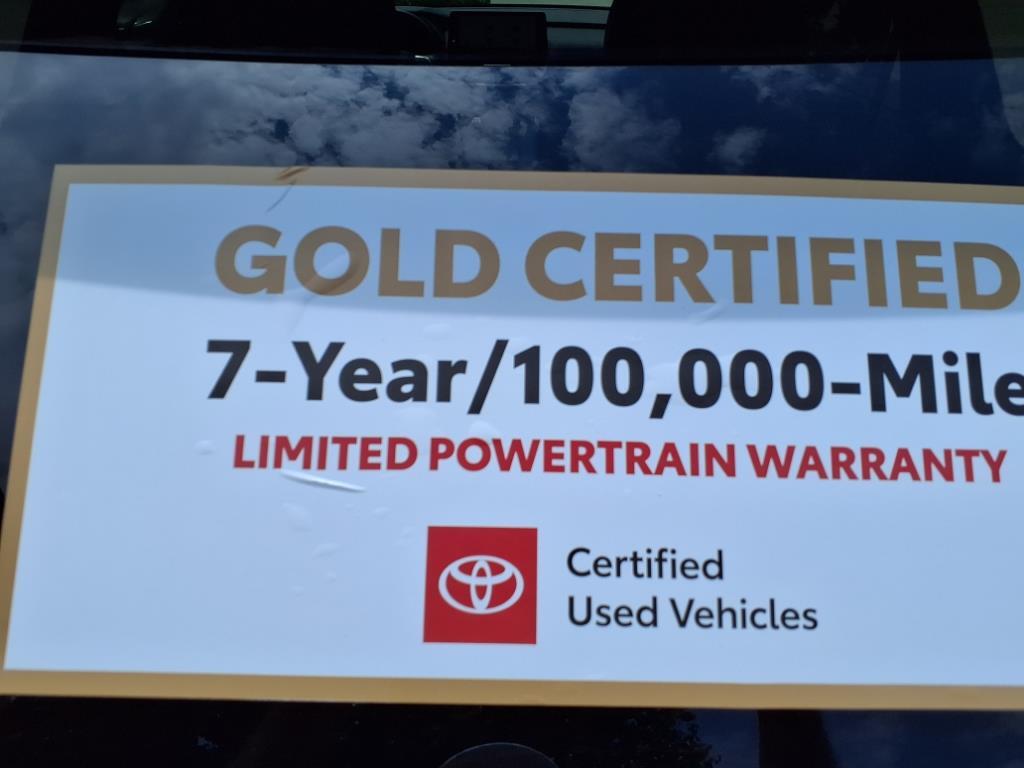 GOLD CERTIFIED
7-Year/100,000-Mile
LIMITED POWERTRAIN WARRANTY
Certified
Used Vehicles